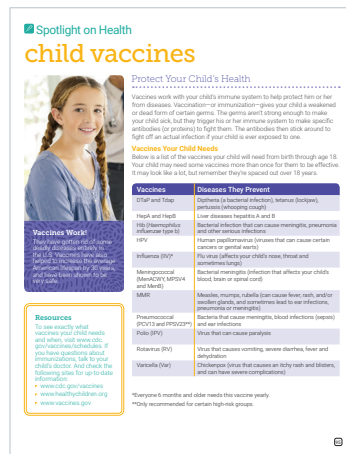 Spotlight on Health
child vaccines
Protect Your Child's Health
Vaccines work with your child's immune system to help protect him or her
from diseases. Vaccination—or immunization—gives your child a weakened
or dead form of certain germs. The germs aren't strong enough to make
your child sick, but they trigger his or her immune system to make specific
antibodies (or proteins) to fight them. The antibodies then stick around to
fight off an actual infection if your child is ever exposed to one.
Vaccines Your Child Needs
Below is a list of the vaccines your child will need from birth through age 18.
Your child may need some vaccines more than once for them to be effective.
It may look like a lot, but remember they're spaced out over 18 years.
Vaccines Diseases They Prevent
DTaP and Tdap Diptheria (a bacterial infection), tetanus (lockjaw),
pertussis (whooping cough)
HepA and HepB Liver diseases hepatitis A and B
Hib (Haemophilus Bacterial infection that can cause meningitis, pneumonia
influenzae type b) and other serious infections
HPV Human papillomavirus (viruses that can cause certain
cancers or genital warts)
Influenza (IIV)* Flu virus (affects your child's nose, throat and
sometimes lungs)
Meningococcal Bacterial meningitis (infection that affects your child's
(MenACWY, MPSV4 blood, brain or spinal cord)
and MenB)
MMR Measles, mumps, rubella (can cause fever, rash, and/or
swollen glands, and sometimes lead to ear infections,
pneumonia or meningitis)
Pneumococcal Bacteria that cause meningitis, blood infections (sepsis)
(PCV13 and PPSV23**) and ear infections
Polio (IPV) Virus that can cause paralysis
Rotavirus (RV) Virus that causes vomiting, severe diarrhea, fever and
dehydration
Varicella (Var) Chickenpox (virus that causes an itchy rash and blisters,
and can have severe complications)
*Everyone 6 months and older needs this vaccine yearly.
**Only recommended for certain high-risk groups.
Vaccines Work!
They have gotten rid of some
deadly diseases entirely in
the U.S. Vaccines have also
helped to increase the average
American lifespan by 30 years,
and have been shown to be
very safe.
Resources
To see exactly what
vaccines your child needs
and when, visit www.cdc.
gov/vaccines/schedules. If
you have questions about
immunizations, talk to your
child's doctor. And check the
following sites for up to date
information:
• www.cdc.gov/vaccines
• www.healthychildren.org
• www.vaccines.gov